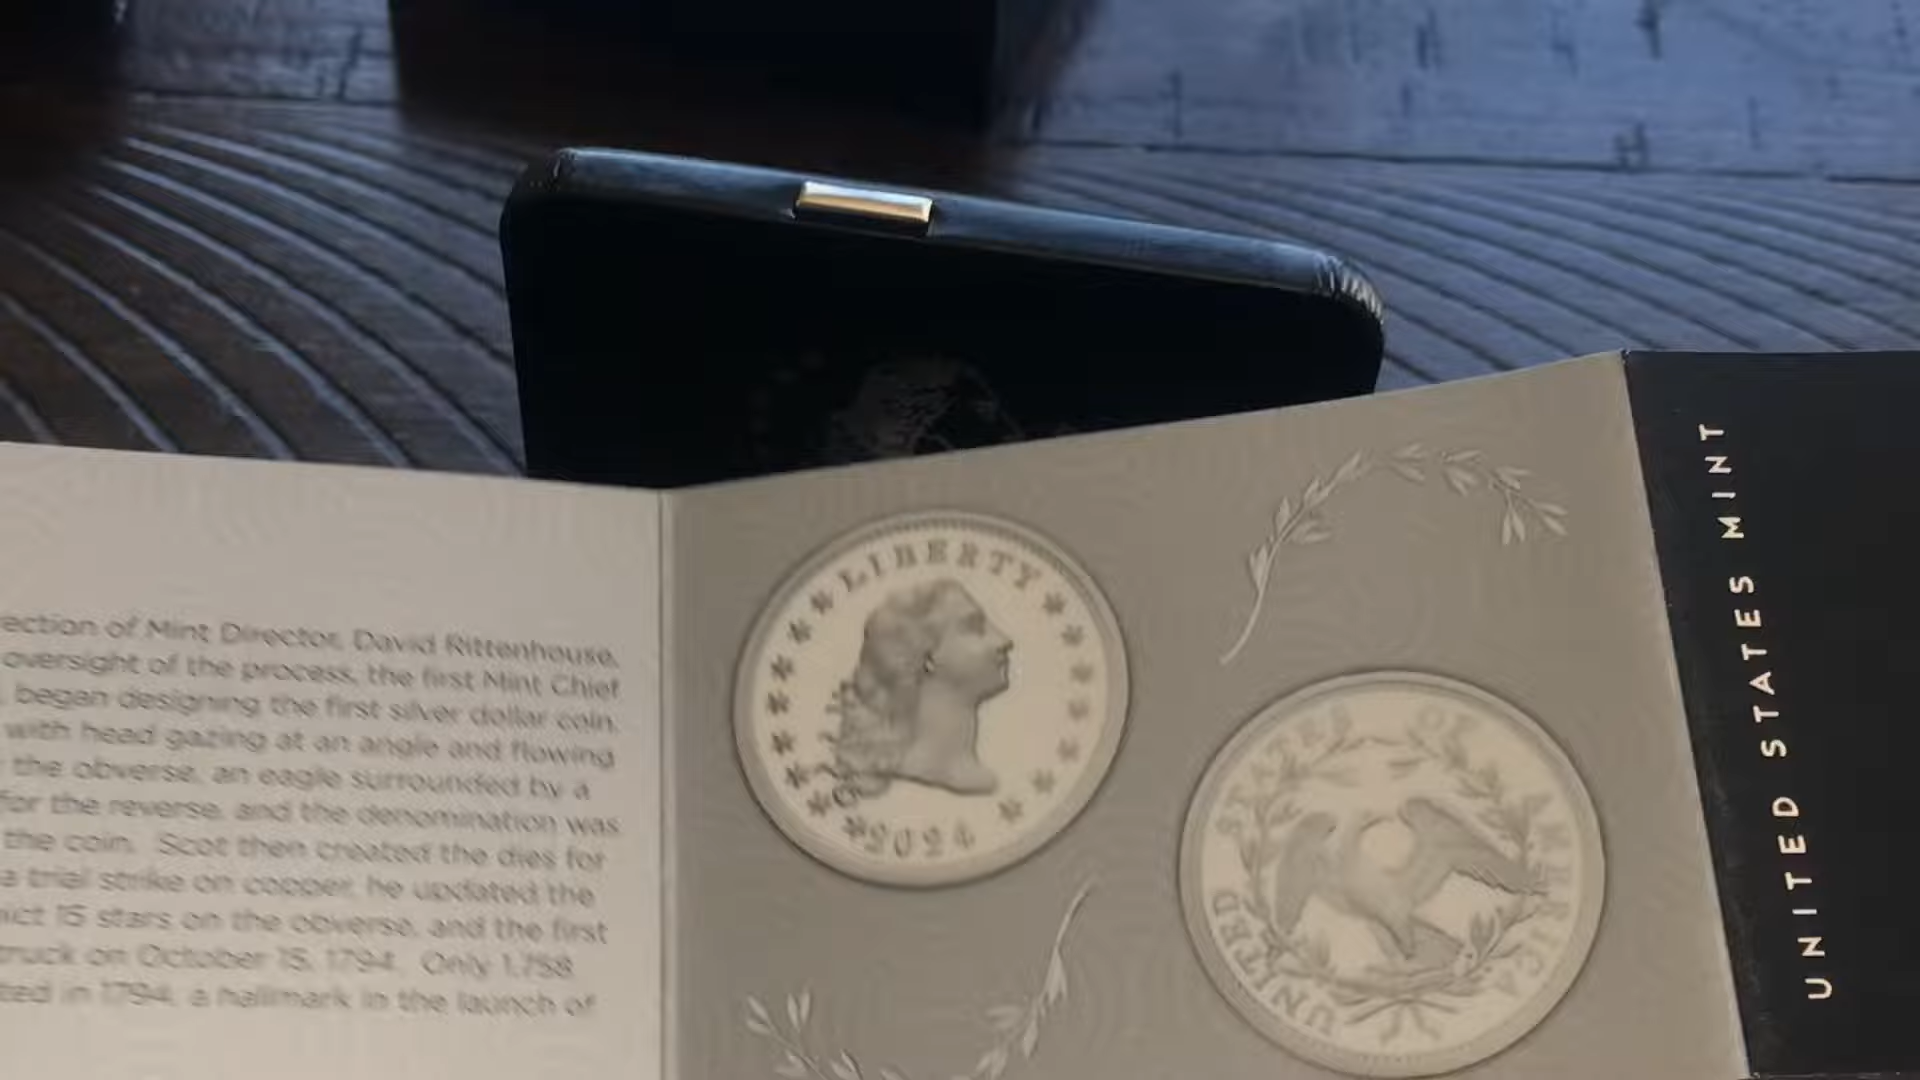 ection of Mint Director, David Rittenhouse,
oversight of the process, the first Mint Chief
, began designing the first silver dollar coin.
with head gazing at an angle and flowing
the obverse, an eagle surrounded by a
for the reverse, and the denomination was
the coin. Scot then created the dies for
a trial strike on copper, he updated the
ict 15 stars on the obverse, and the first
truck on October 15, 1794. Only 1,758
ted in 1794, a hallmark in the launch of
LIBERTY
2024
UNITED STATES OF AMERICA
UNITED STATES MINT